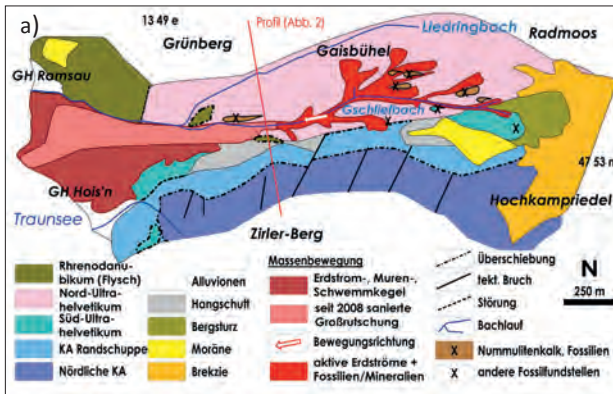 a)
13 49 e
Profil (Abb. 2)
Grünberg
Liedringbach
Radmoos
Gaisbühel
GH Ramsau
Gschliefbach
47 53 n
GH Hois'n
Hochkampriedel
Traunsee
Zirler-Berg
Rhrenodanu-
bikum (Flysch)
Nord-Ultra-
helvetikum
Süd-Ultra-
helvetikum
KA Randschuppe
Nördliche KA
Alluvionen
Hangschutt
Bergsturz
Moräne
Brekzie
Massenbewegung
Erdstrom-, Muren-,
Schwemmkegel
seit 2008 sanierte
Großrutschung
Bewegungsrichtung
aktive Erdströme +
Fossilien/Mineralien
Überschiebung
tekt. Bruch
Störung
Bachlauf
X Nummulitenkalk, Fossilien
X andere Fossilfundstellen
N
250 m